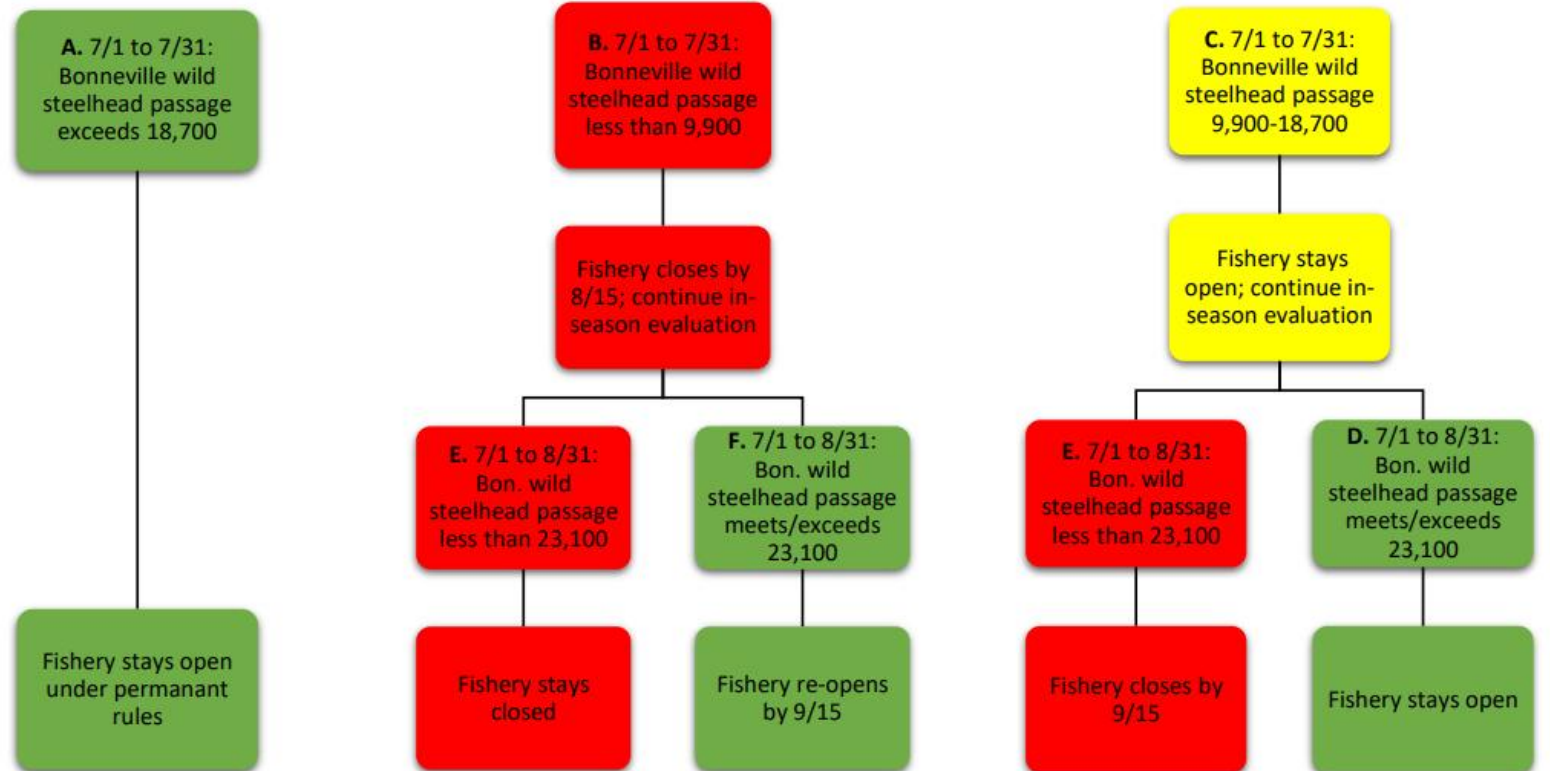 A. 7/1 to 7/31:
Bonneville wild
steelhead passage
exceeds 18,700
B. 7/1 to 7/31:
Bonneville wild
steelhead passage
less than 9,900
C. 7/1 to 7/31:
Bonneville wild
steelhead passage
9,900-18,700
Fishery closes by
8/15; continue in-
season evaluation
Fishery stays
open; continue in-
season evaluation
E. 7/1 to 8/31:
Bon. wild
steelhead passage
less than 23,100
F. 7/1 to 8/31:
Bon. wild
steelhead passage
meets/exceeds
23,100
E. 7/1 to 8/31:
Bon. wild
steelhead passage
less than 23,100
D. 7/1 to 8/31:
Bon. wild
steelhead passage
meets/exceeds
23,100
Fishery stays open
under permanant
rules
Fishery stays
closed
Fishery re-opens
by 9/15
Fishery closes by
9/15
Fishery stays open